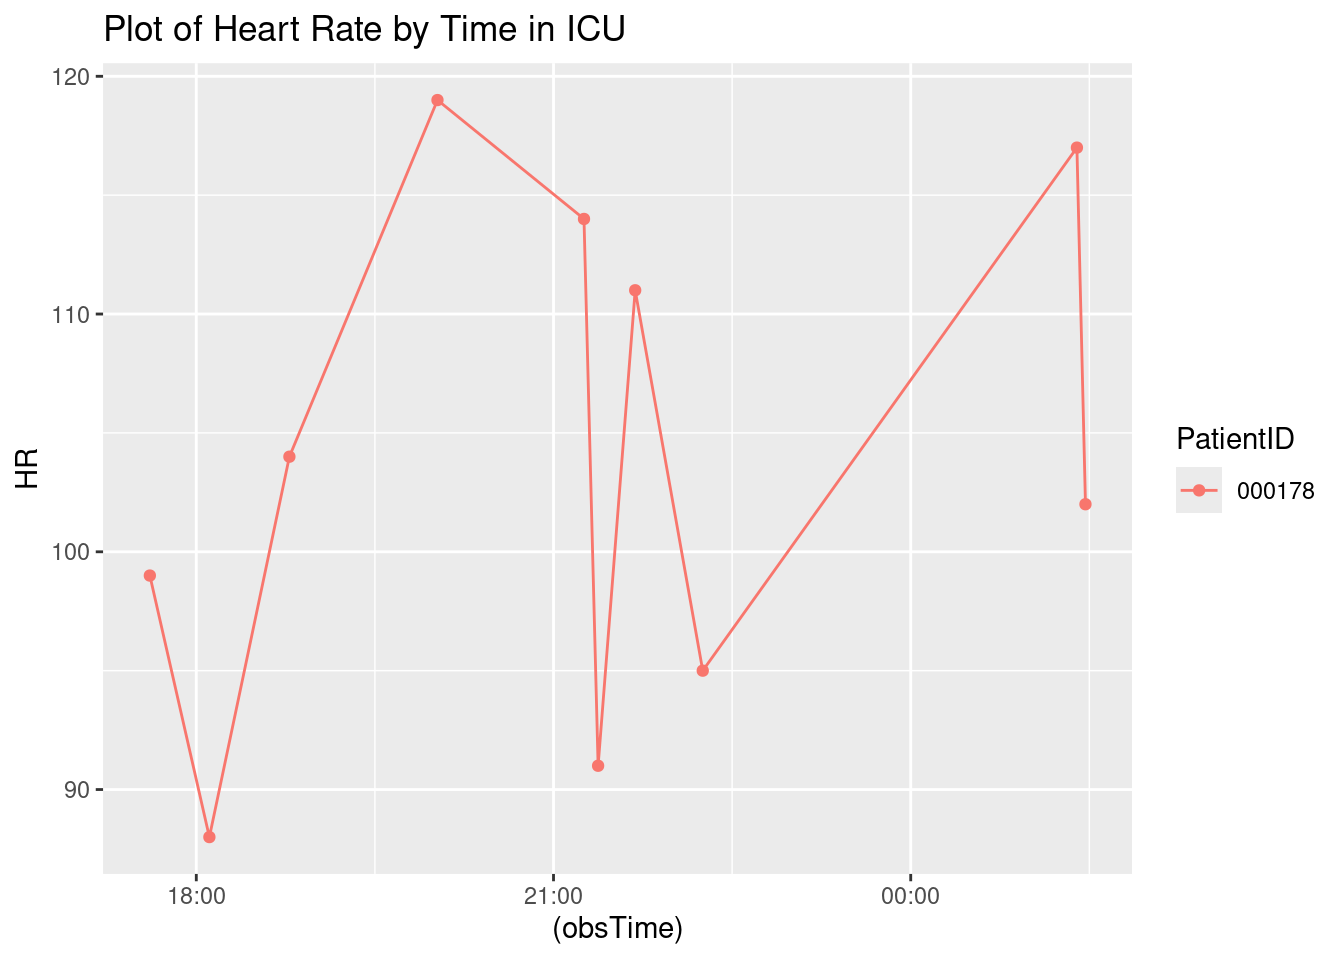 Plot of Heart Rate by Time in ICU
120
110
100
90
HR
18:00 21:00 00:00
(obsTime)
PatientID
000178